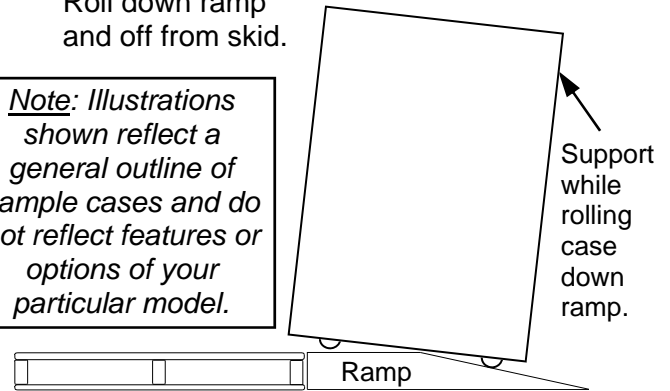 Roll down ramp
and off from skid.
Note: Illustrations
shown reflect a
general outline of
ample cases and do
ot reflect features or
options of your
particular model.
Support
while
rolling
case
down
ramp.
Ramp